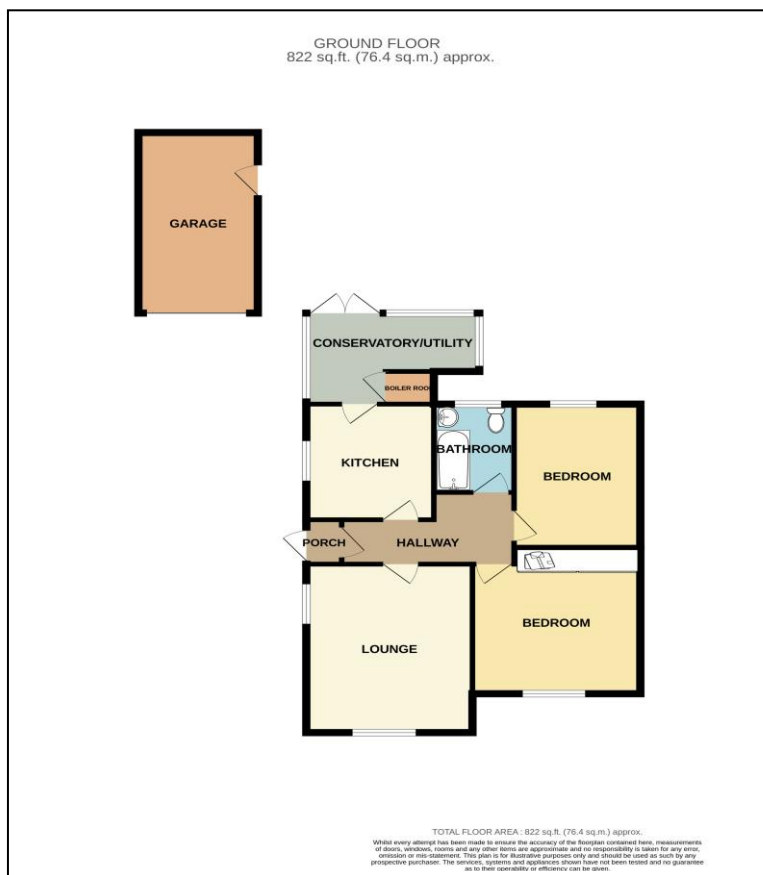 GROUND FLOOR
822 sq.ft. (76.4 sq.m.) approx.
GARAGE
CONSERVATORY/UTILITY
BOILER ROO
KITCHEN
BATHROOM
BEDROOM
PORCH
HALLWAY
BEDROOM
LOUNGE
TOTAL FLOOR AREA : 822 sq.ft. (76.4 sq.m.) approx.
Whilst every attempt has been made to ensure the accuracy of the floorplan contained here, measurements
of doors, windows, rooms and any other items are approximate and no responsibility is taken for any error,
omission or mis-statement. This plan is for illustrative purposes only and should be used as such by any
prospective purchaser. The services, systems and appliances shown have not been tested and no guarantee
as to their operability or efficiency can be given.